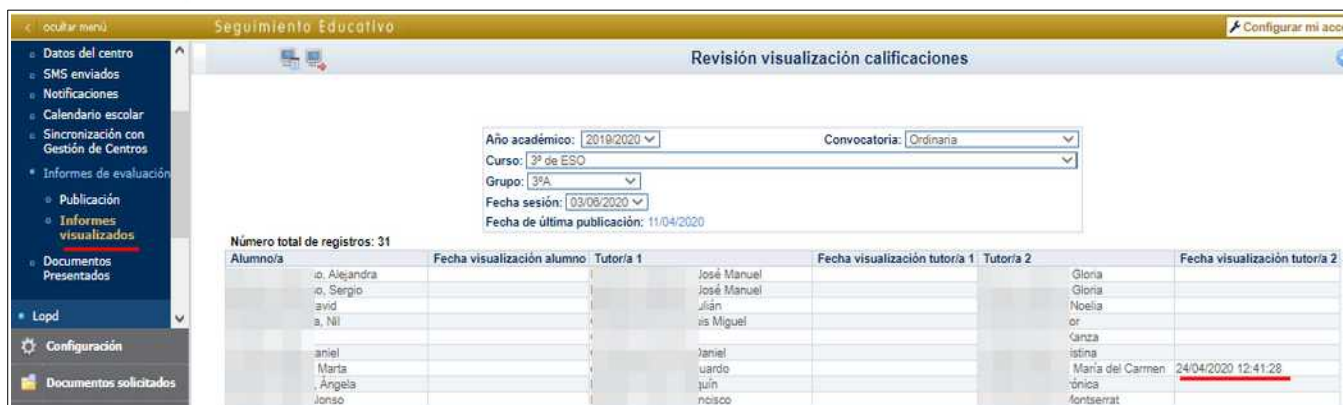 ocultar menú
Seguimiento Educativo
Configurar mi acc
Datos del centro
SMS enviados
Notificaciones
Calendario escolar
Sincronización con
Gestión de Centros
Informes de evaluación
Publicación
Informes
visualizados
Documentos
Presentados
Lopd
Configuración
Documentos solicitados
Revisión visualización calificaciones
Año académico: 2019/2020 Convocatoria: Ordinaria
Curso: 3º de ESO
Grupo: 3ºA
Fecha sesión: 03/06/2020
Fecha de última publicación: 11/04/2020
Número total de registros: 31
Alumno/a Fecha visualización alumno Tutor/a 1 Fecha visualización tutor/a 1 Tutor/a 2 Fecha visualización tutor/a 2
o, Alejandra José Manuel Gloria
o, Sergio José Manuel Gloria
avid Julián Noelia
a, Nil is Miguel or
Kanza
aniel Daniel istina
Marta uardo María del Carmen 24/04/2020 12:41:28
, Ángela quín ónica
lonso ncisco Montserrat